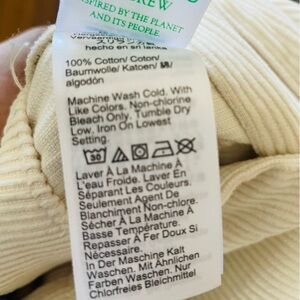 CREW
INSPIRED BY THE PLANET
AND ITS PEOPLE.
hecho en sri lanka
100% Cotton/ Coton/
Baumwolle/ Katoen/
algodón
Machine Wash Cold. With
Like Colors. Non-chlorine
Bleach Only. Tumble Dry
Low. Iron On Lowest
Setting.
30
Laver À La Machine À
L'eau Froide. Laver En
Séparant Les Couleurs.
Seulement Agent De
Blanchiment Non-chlore.
Sécher À La Machine À
Basse Température.
Repasser À Fer Doux Si
Nécessaire.
In Der Maschine Kalt
Waschen. Mit Ähnlichen
Farben Waschen. Nur
Chlorfreies Bleichmittel